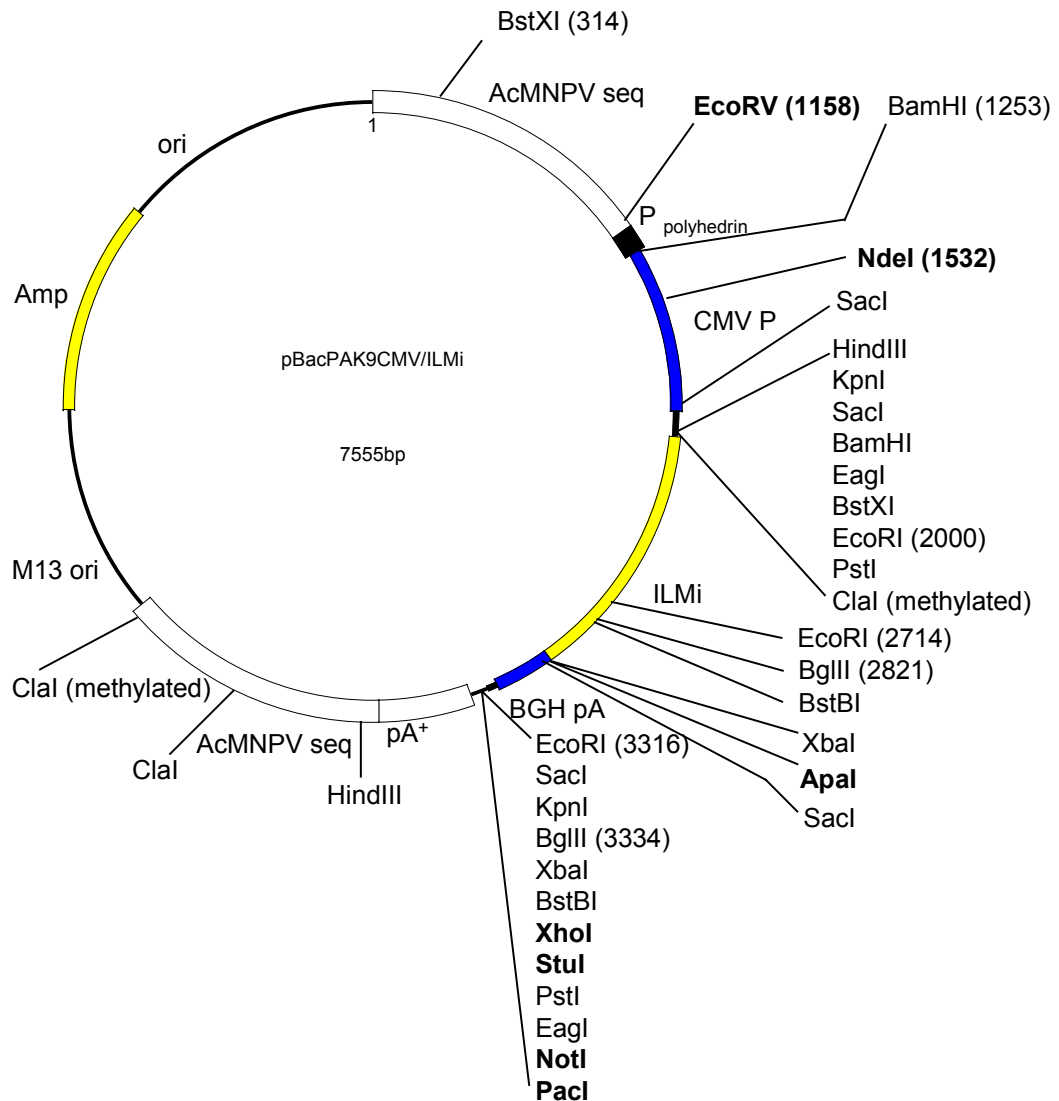 BstXI (314)
AcMNPV seq
EcoRV (1158)
BamHI (1253)
1
ori
P polyhedrin
NdeI (1532)
Amp
SacI
CMV P
HindIII
KpnI
SacI
BamHI
EagI
BstXI
EcoRI (2000)
PstI
ClaI (methylated)
pBacPAK9CMV/ILMi
7555bp
M13 ori
ILMi
EcoRI (2714)
BglII (2821)
BstBI
XbaI
ApaI
SacI
ClaI (methylated)
ClaI
AcMNPV seq
pA+
HindIII
BGH pA
EcoRI (3316)
SacI
KpnI
BglII (3334)
XbaI
BstBI
XhoI
StuI
PstI
EagI
NotI
PacI